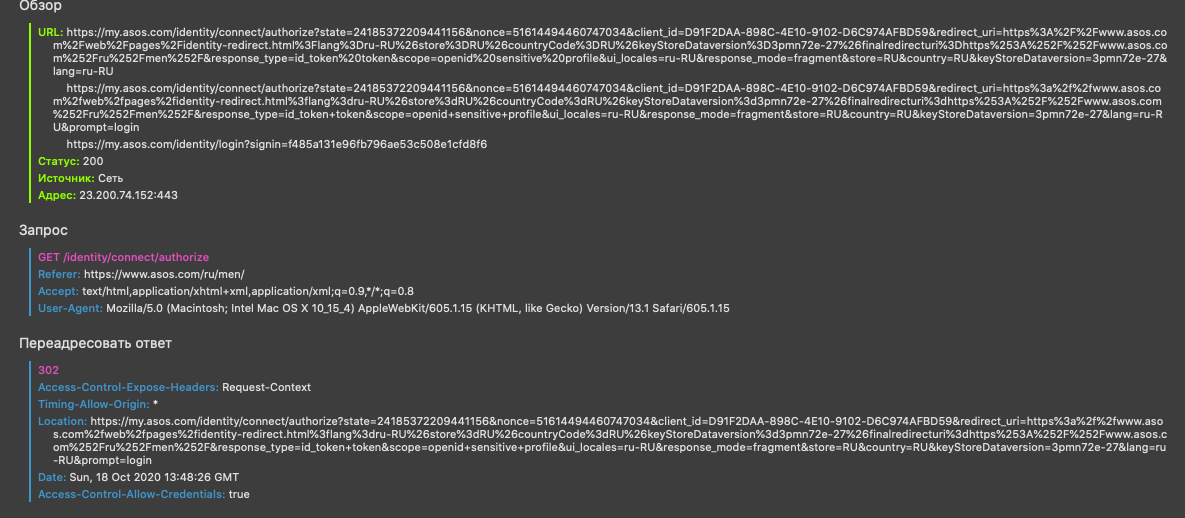 Обзор
URL: https://my.asos.com/identity/connect/authorize?state=24185372209441156&nonce=51614494460747034&client_id=D91F2DAA-898C-4E10-9102-D6C974AFBD59&redirect_uri=https%3A%2F%2Fwww.asos.co
m%2Fweb%2Fpages%2Fidentity-redirect.html%3Flang%3Dru-RU%26store%3DRU%26countryCode%3DRU%26keyStoreDataversion%3D3pmn72e-27%26finalredirecturi%3Dhttps%253A%252F%252Fwww.asos.
com%252Fru%252Fmen%252F&response_type=id_token%20token&scope=openid%20sensitive%20profile&ui_locales=ru-RU&response_mode=fragment&store=RU&country=RU&keyStoreDataversion=3pmn72e-27&
lang=ru-RU
https://my.asos.com/identity/connect/authorize?state=24185372209441156&nonce=51614494460747034&client_id=D91F2DAA-898C-4E10-9102-D6C974AFBD59&redirect_uri=https%3a%2f%2fwww.asos.co
m%2fweb%2fpages%2fidentity-redirect.html%3flang%3dru-RU%26store%3dRU%26countryCode%3dRU%26keyStoreDataversion%3d3pmn72e-27%26finalredirecturi%3dhttps%253A%252F%252Fwww.asos.com
%252Fru%252Fmen%252F&response_type=id_token+token&scope=openid+sensitive+profile&ui_locales=ru-RU&response_mode=fragment&store=RU&country=RU&keyStoreDataversion=3pmn72e-27&lang=ru-R
U&prompt=login
https://my.asos.com/identity/login?signin=f485a131e96fb796ae53c508e1cfd8f6
Статус: 200
Источник: Сеть
Адрес: 23.200.74.152:443
Запрос
GET /identity/connect/authorize
Referer: https://www.asos.com/ru/men/
Accept: text/html,application/xhtml+xml,application/xml;q=0.9,*/*;q=0.8
User-Agent: Mozilla/5.0 (Macintosh; Intel Mac OS X 10_15_4) AppleWebKit/605.1.15 (KHTML, like Gecko) Version/13.1 Safari/605.1.15
Переадресовать ответ
302
Access-Control-Expose-Headers: Request-Context
Timing-Allow-Origin: *
Location: https://my.asos.com/identity/connect/authorize?state=24185372209441156&nonce=51614494460747034&client_id=D91F2DAA-898C-4E10-9102-D6C974AFBD59&redirect_uri=https%3a%2f%2fwww.aso
s.com%2fweb%2fpages%2fidentity-redirect.html%3flang%3dru-RU%26store%3dRU%26countryCode%3dRU%26keyStoreDataversion%3d3pmn72e-27%26finalredirecturi%3dhttps%253A%252F%252Fwww.asos.c
om%252Fru%252Fmen%252F&response_type=id_token+token&scope=openid+sensitive+profile&ui_locales=ru-RU&response_mode=fragment&store=RU&country=RU&keyStoreDataversion=3pmn72e-27&lang=ru
-RU&prompt=login
Date: Sun, 18 Oct 2020 13:48:26 GMT
Access-Control-Allow-Credentials: true